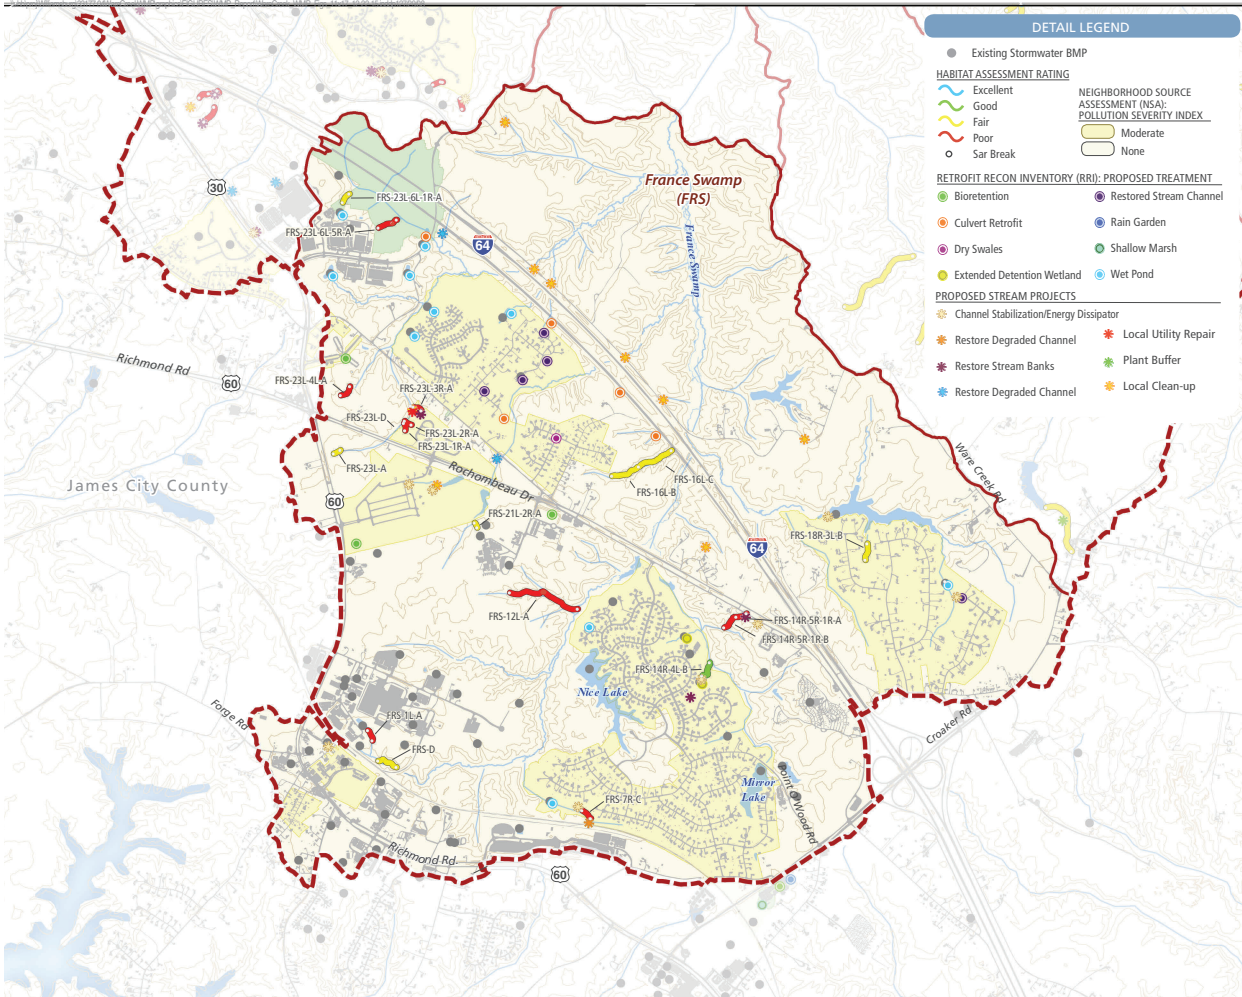 DETAIL LEGEND
Existing Stormwater BMP
HABITAT ASSESSMENT RATING
Excellent
Good
Fair
Poor
Sar Break
NEIGHBORHOOD SOURCE
ASSESSMENT (NSA):
POLLUTION SEVERITY INDEX
Moderate
None
RETROFIT RECON INVENTORY (RRI): PROPOSED TREATMENT
Bioretention
Restored Stream Channel
Culvert Retrofit
Rain Garden
Dry Swales
Shallow Marsh
Extended Detention Wetland
Wet Pond
PROPOSED STREAM PROJECTS
Channel Stabilization/Energy Dissipator
Restore Degraded Channel
Local Utility Repair
Restore Stream Banks
Plant Buffer
Restore Degraded Channel
Local Clean-up
France Swamp
(FRS)
30
FRS-23L-6L-1R-A
FRS-23L-6L-5R-A
64
France Swamp
Richmond Rd
60
FRS-23L-4L-A
FRS-23L-3R-A
FRS-23L-D
FRS-23L-2R-A
FRS-23L-1R-A
FRS-23L-A
Rochombeau Dr
FRS-16L-C
FRS-16L-B
Ware Creek Rd
James City County
60
FRS-21L-2R-A
FRS-18R-3L-B
64
FRS-12L-A
FRS-14R-5R-1R-A
FRS-14R-5R-1R-B
FRS-14R-4L-B
Nice Lake
Forge Rd
FRS-1L-A
FRS-D
Croaker Rd
Mirror
Lake
Point O Wood Rd
FRS-7R-C
Richmond Rd.
60